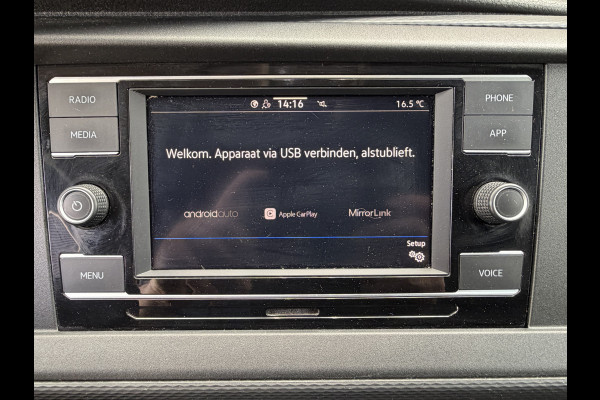 RADIO
MEDIA
MENU
14:16
16.5 °C
Welkom. Apparaat via USB verbinden, alstublieft.
androidauto
Apple CarPlay
MirrorLink
Setup
PHONE
APP
VOICE